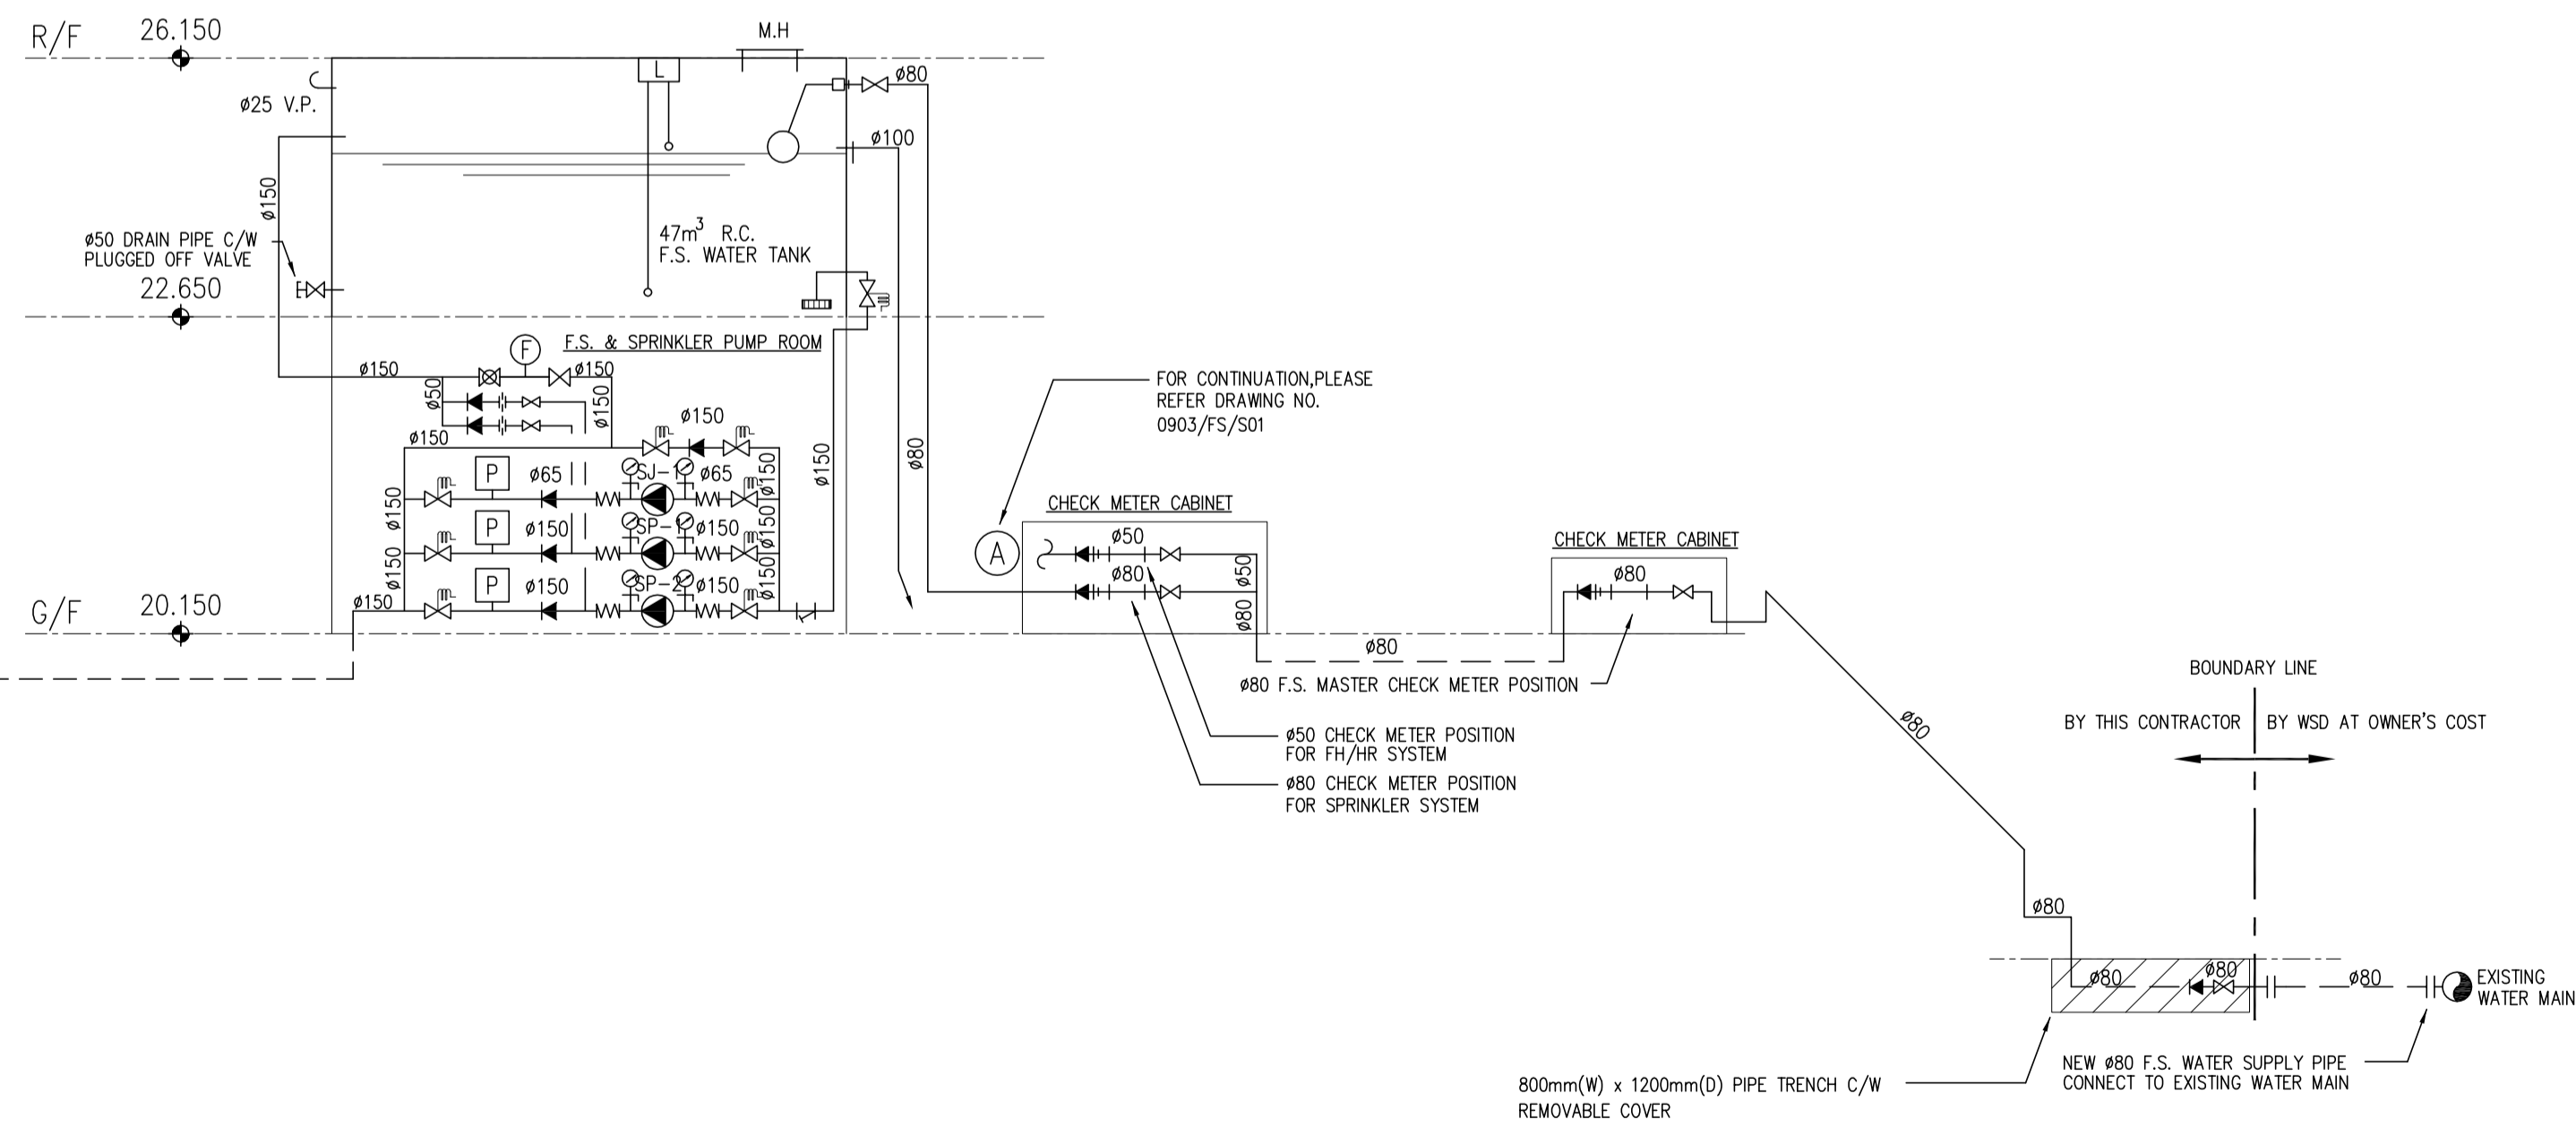 R/F
26.150
M.H
L
ø80
ø25 V.P.
ø100
ø150
47m³ R.C.
F.S. WATER TANK
ø50 DRAIN PIPE C/W
PLUGGED OFF VALVE
22.650
F
F.S. & SPRINKLER PUMP ROOM
ø150
ø150
ø50
ø150
ø150
ø150
ø150
ø80
P
ø65
SJ-1
ø65
ø150
ø150
P
ø150
SP-1
ø150
ø150
ø150
P
ø150
SP-2
ø150
ø150
G/F
20.150
ø150
FOR CONTINUATION,PLEASE
REFER DRAWING NO.
0903/FS/S01
CHECK METER CABINET
A
ø50
ø80
ø50
ø80
CHECK METER CABINET
ø80
ø80
ø80 F.S. MASTER CHECK METER POSITION
ø50 CHECK METER POSITION
FOR FH/HR SYSTEM
ø80 CHECK METER POSITION
FOR SPRINKLER SYSTEM
BOUNDARY LINE
BY THIS CONTRACTOR
BY WSD AT OWNER'S COST
ø80
ø80
ø80
ø80
ø80
EXISTING
WATER MAIN
NEW ø80 F.S. WATER SUPPLY PIPE
CONNECT TO EXISTING WATER MAIN
800mm(W) x 1200mm(D) PIPE TRENCH C/W
REMOVABLE COVER